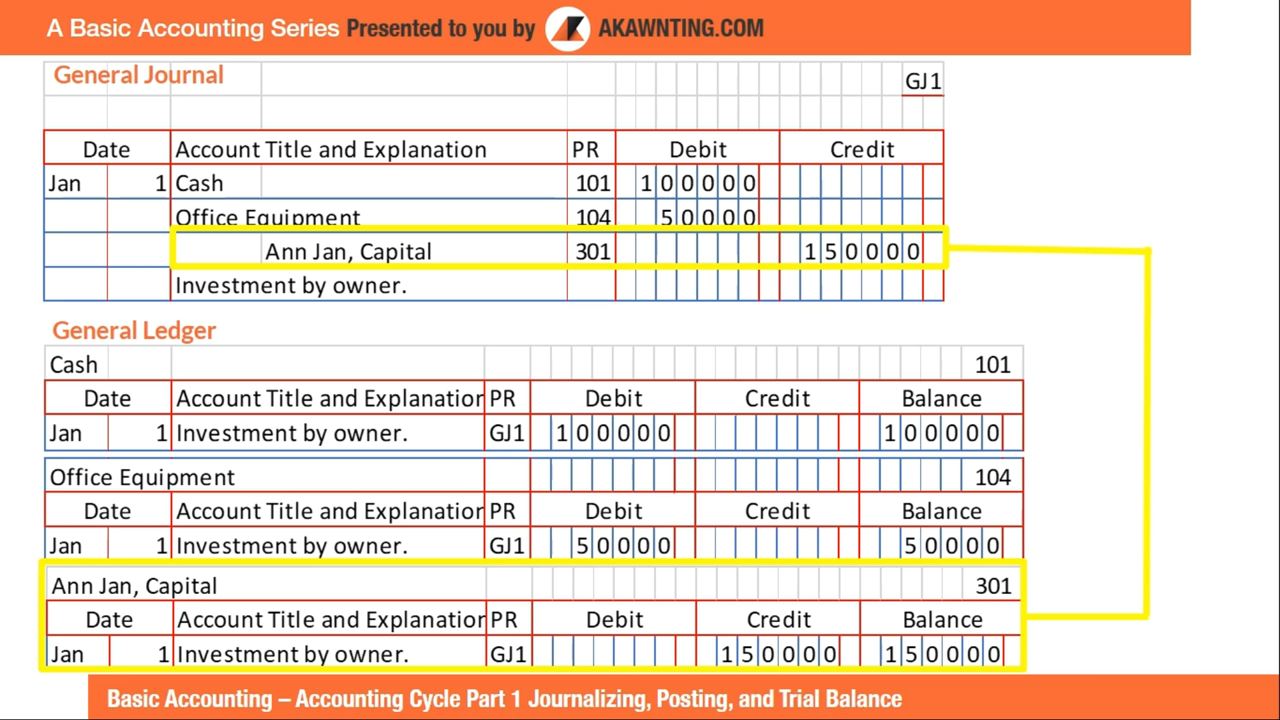 A Basic Accounting Series Presented to you by AKAWNTING.COM
General Journal
GJ1
Date Account Title and Explanation PR Debit Credit
Jan 1 Cash 101 100000
Office Equipment 104 50000
Ann Jan, Capital 301 150000
Investment by owner.
General Ledger
Cash 101
Date Account Title and Explanation PR Debit Credit Balance
Jan 1 Investment by owner. GJ1 100000 100000
Office Equipment 104
Date Account Title and Explanation PR Debit Credit Balance
Jan 1 Investment by owner. GJ1 50000 50000
Ann Jan, Capital 301
Date Account Title and Explanation PR Debit Credit Balance
Jan 1 Investment by owner. GJ1 150000 150000
Basic Accounting – Accounting Cycle Part 1 Journalizing, Posting, and Trial Balance